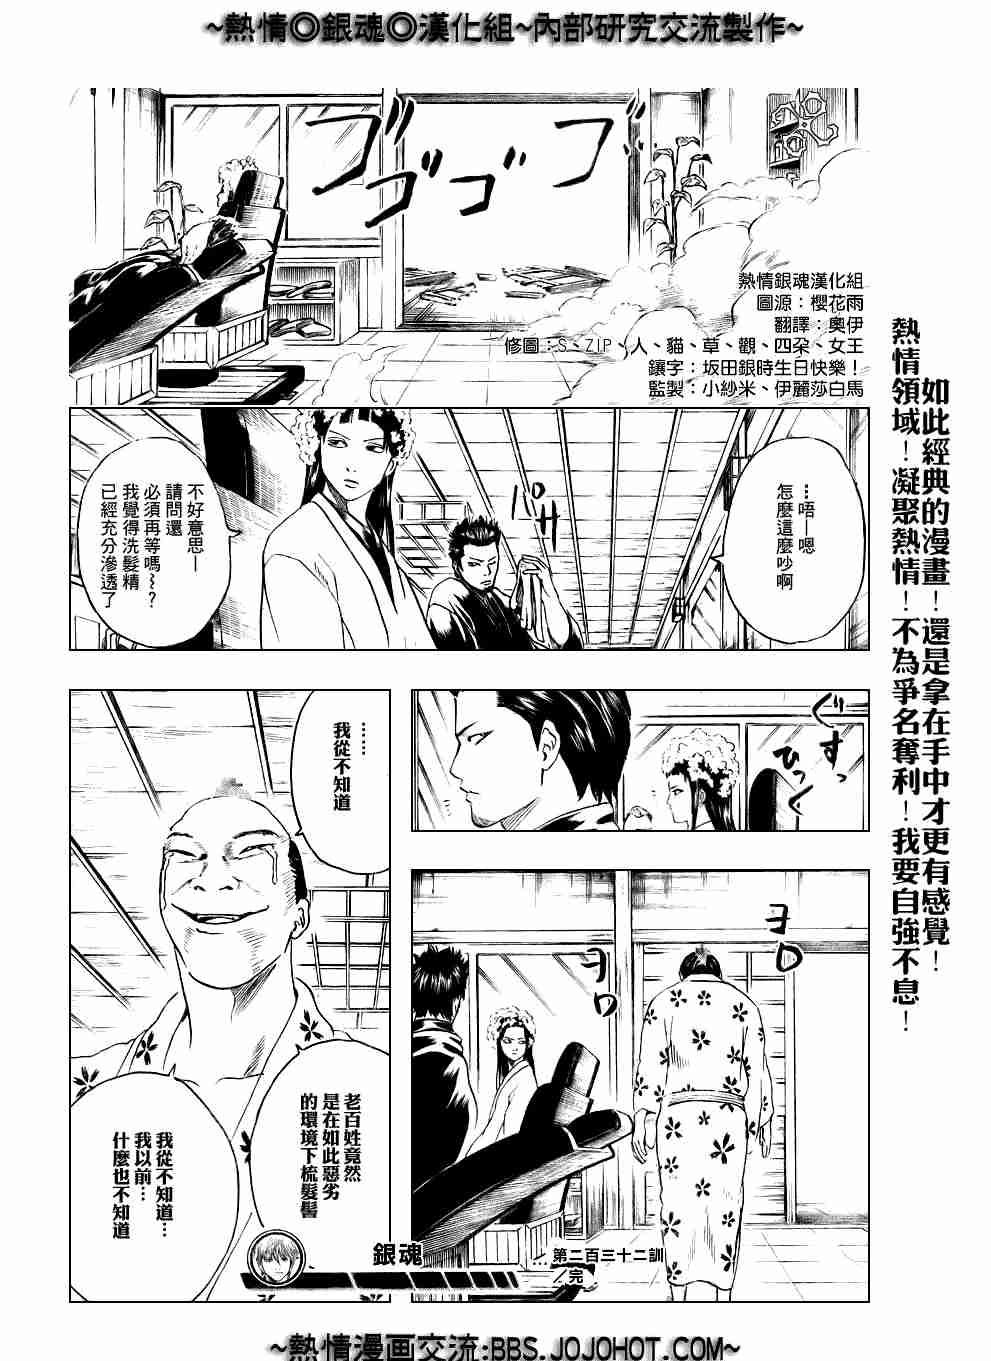 ~熱情◎銀魂◎漢化組~內部研究交流製作~
ゴゴゴゴゴ
熱情銀魂漢化組
圖源：櫻花雨
翻譯：奧伊
修圖：S、ZIP、人、貓、草、觀、四朶、女王
鑲字：坂田銀時生日快樂！
監製：小紗米、伊麗莎白馬
如此經典的漫畫！還是拿在手中才更有感覺！
熱情領域！凝聚熱情！不為爭名奪利！我要自強不息！
…唔—嗯
怎麼這麼吵啊
パサ
不好意思—
請問還
必須再等嗎～？
我覺得洗髮精
已經充分滲透了
ぐすっ
ひっく
……
我從不知道
ヨロ
ヨロ
老百姓竟然
是在如此惡劣
的環境下梳髮髻
我從不知道…
我以前…
什麼也不知道
銀魂
…第二百三十二訓
／完
~熱情漫画交流:BBS.JOJOHOT.COM~